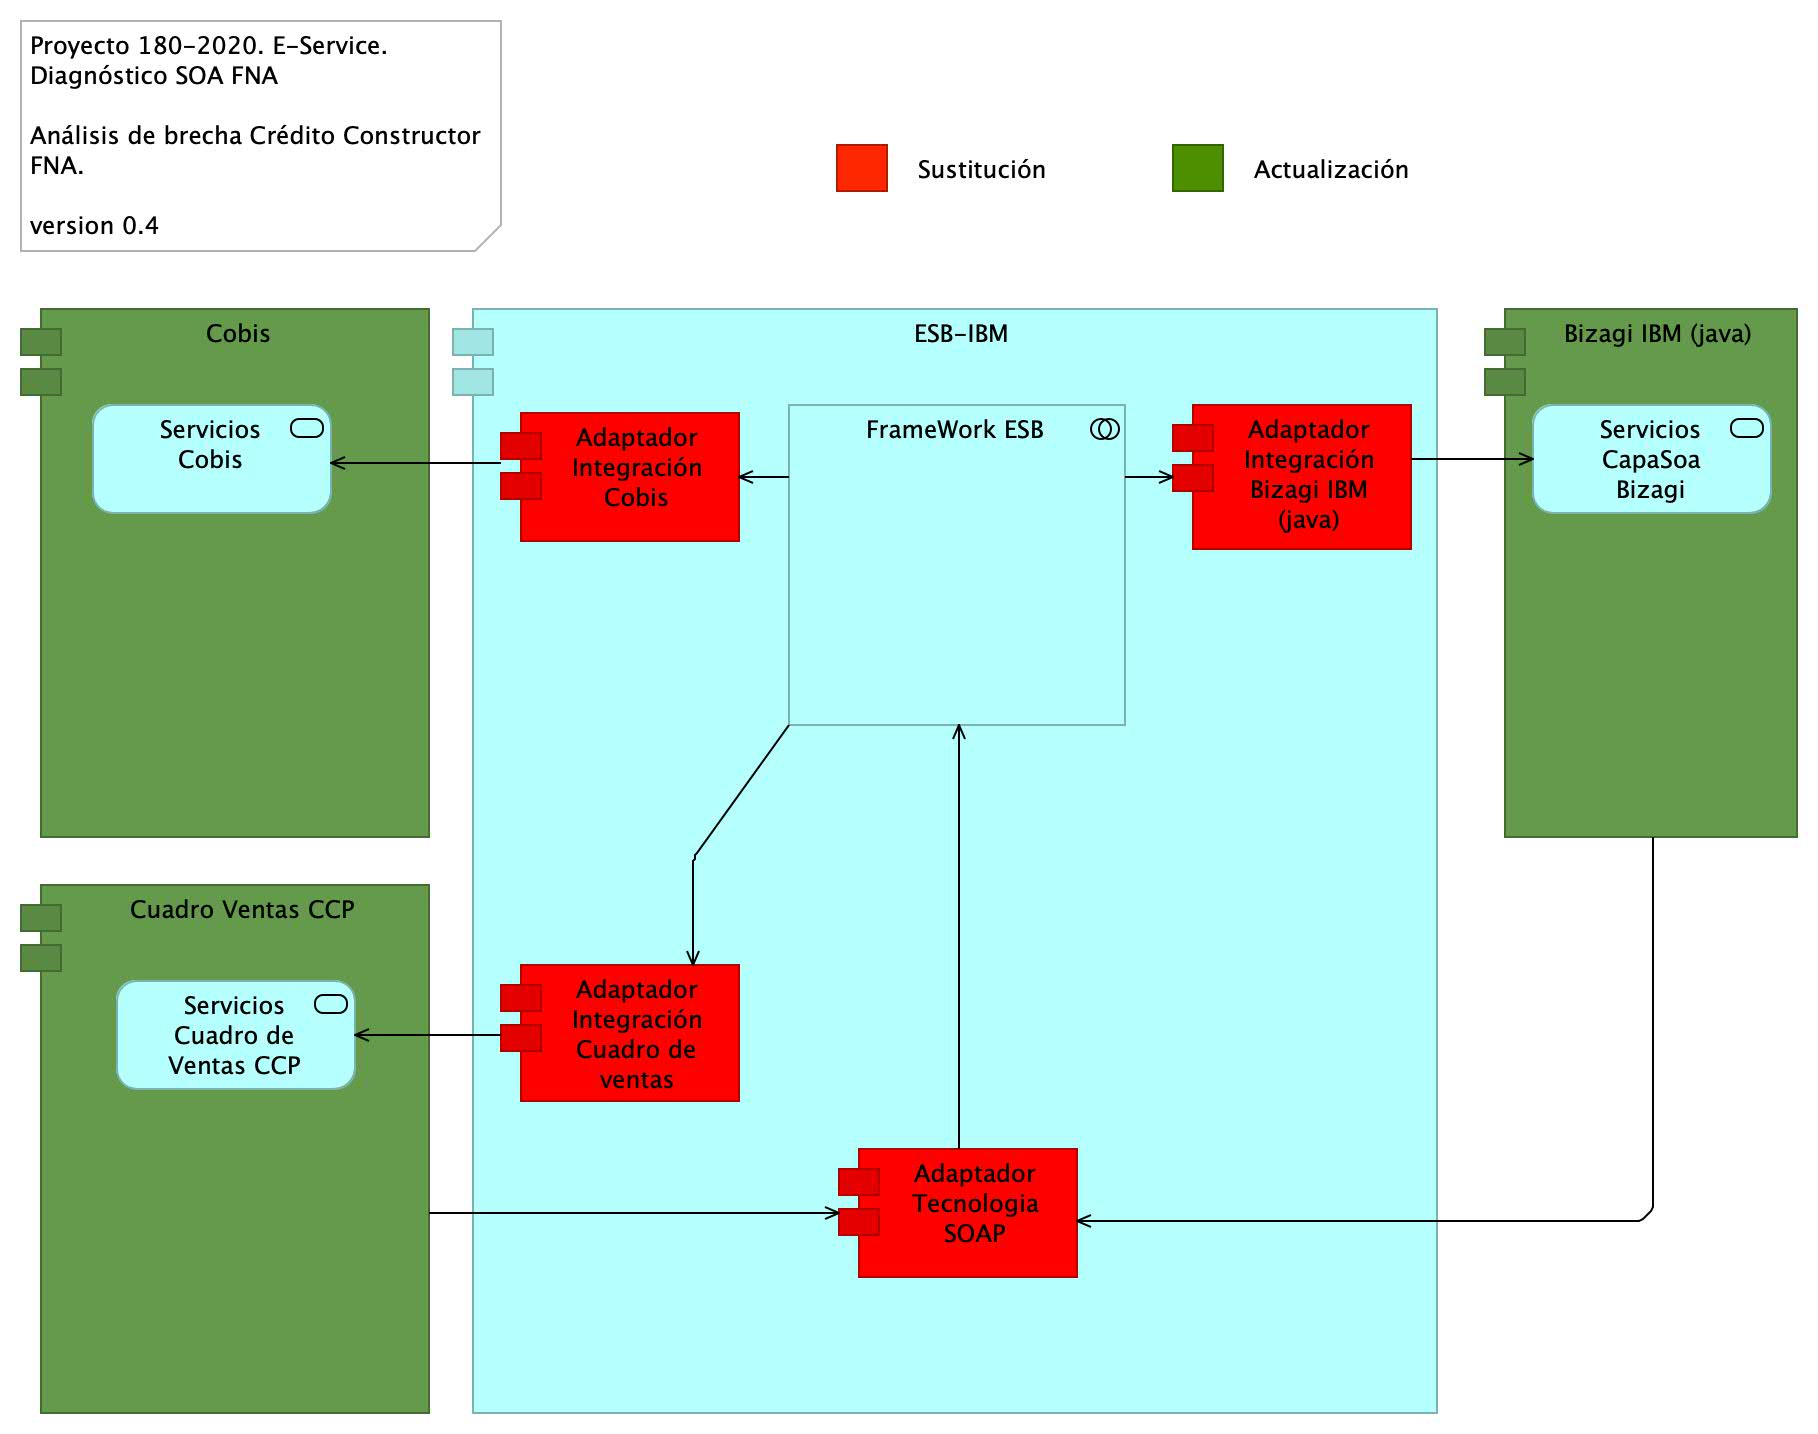 Proyecto 180-2020. E-Service.
Diagnóstico SOA FNA
Análisis de brecha Crédito Constructor
FNA.
version 0.4
Sustitución
Actualización
Cobis
Servicios
Cobis
ESB-IBM
Adaptador
Integración
Cobis
FrameWork ESB
Adaptador
Integración
Bizagi IBM
(java)
Bizagi IBM (java)
Servicios
CapaSoa
Bizagi
Cuadro Ventas CCP
Servicios
Cuadro de
Ventas CCP
Adaptador
Integración
Cuadro de
ventas
Adaptador
Tecnologia
SOAP